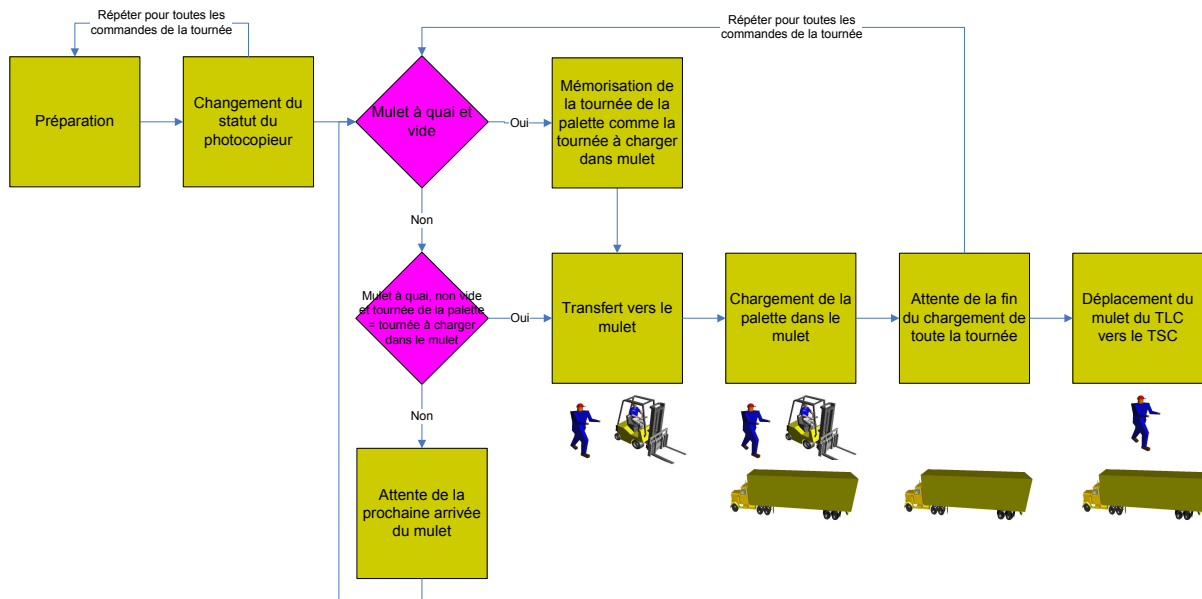 Répéter pour toutes les
commandes de la tournée
Préparation
Changement du
statut du
photocopieur
Répéter pour toutes les
commandes de la tournée
Mulet à quai et
vide
Oui
Mémorisation de
la tournée de la
palette comme la
tournée à charger
dans mulet
Non
Mulet à quai, non vide
et tournée de la palette
= tournée à charger
dans le mulet
Oui
Transfert vers le
mulet
Chargement de la
palette dans le
mulet
Attente de la fin
du chargement de
toute la tournée
Déplacement du
mulet du TLC
vers le TSC
Non
Attente de la
prochaine arrivée
du mulet